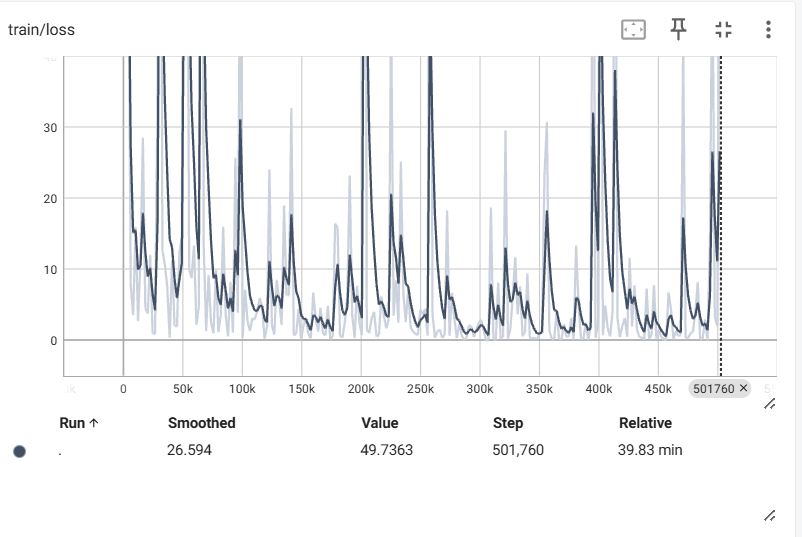 train/loss
40
30
20
10
0
0 50k 100k 150k 200k 250k 300k 350k 400k 450k 501760 ✕
Run ↑ Smoothed Value Step Relative
. 26.594 49.7363 501,760 39.83 min